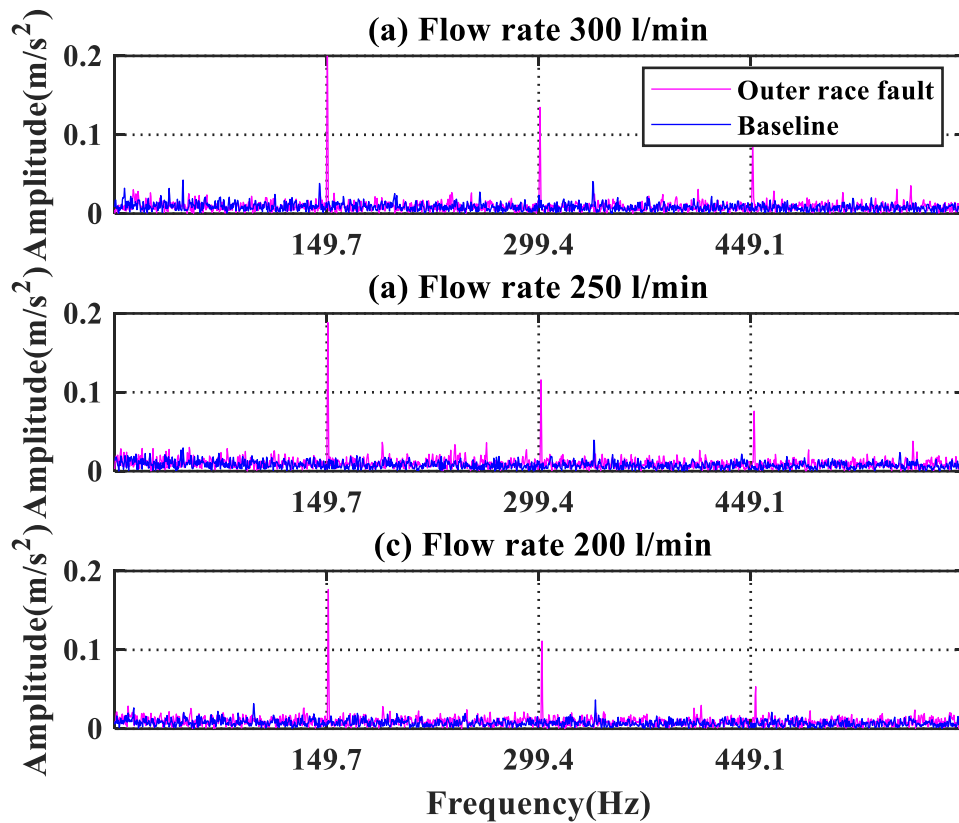 (a) Flow rate 300 l/min
Amplitude(m/s²)
0.2
0.1
0
Outer race fault
Baseline
149.7 299.4 449.1
(a) Flow rate 250 l/min
Amplitude(m/s²)
0.2
0.1
0
149.7 299.4 449.1
(c) Flow rate 200 l/min
Amplitude(m/s²)
0.2
0.1
0
149.7 299.4 449.1
Frequency(Hz)